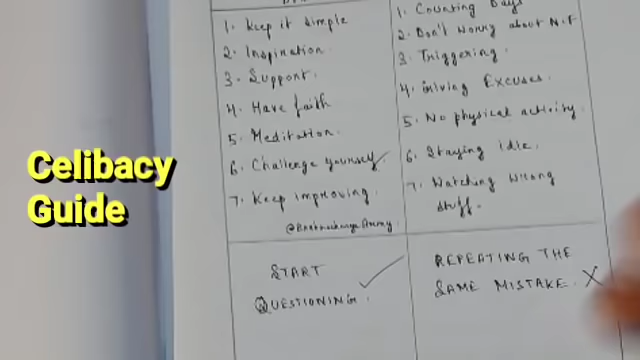 1. Keep it Simple
2. Inspiration.
3. Support.
4. Have faith
5. Meditation.
6. Challenge yourself
7. Keep improving.
START
QUESTIONING.
1. Counting Days
2. Don't Worry about N.F
3. Triggering.
4. Giving Excuses.
5. No physical activity.
6. Staying Idle.
7. Watching Wrong
stuff.
REPEATING THE
SAME MISTAKE.
Celibacy
Guide